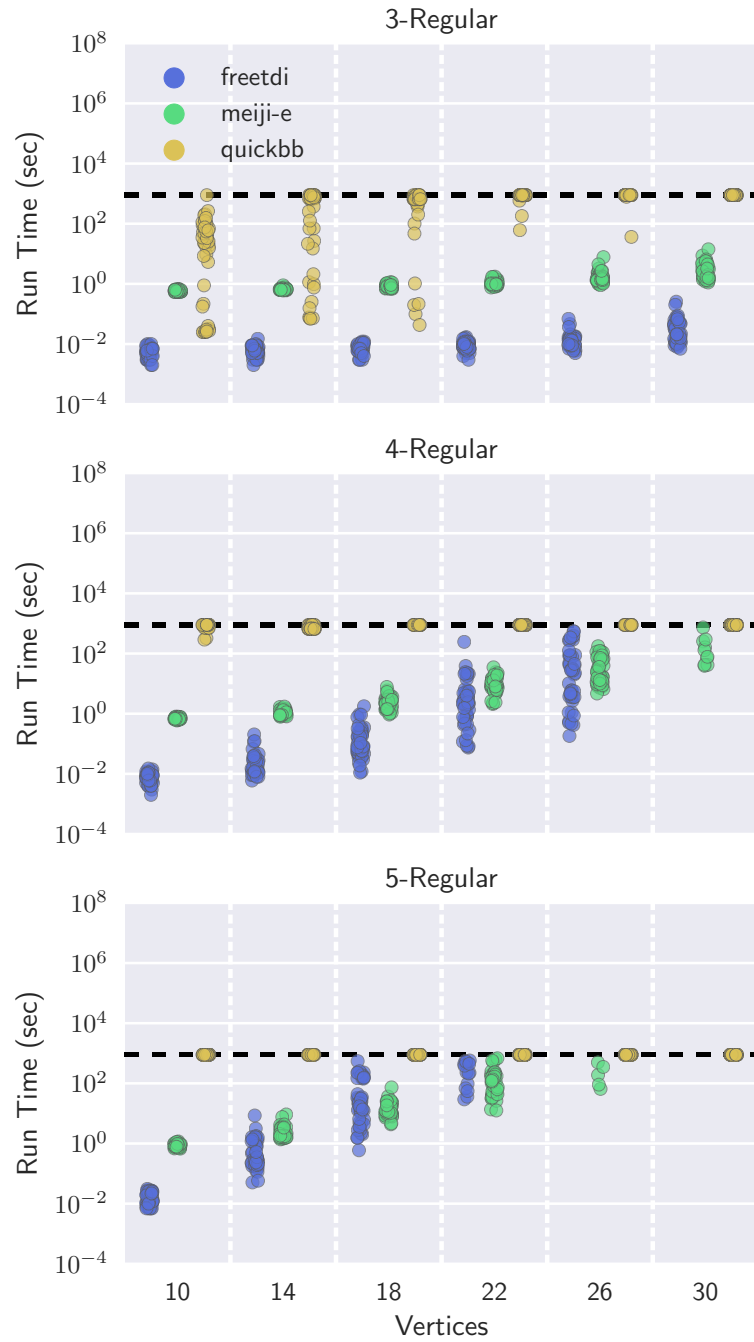 3-Regular
freetdi
meiji-e
quickbb
10^8
10^6
10^4
10^2
10^0
10^−2
10^−4
Run Time (sec)
4-Regular
10^8
10^6
10^4
10^2
10^0
10^−2
10^−4
Run Time (sec)
5-Regular
10^8
10^6
10^4
10^2
10^0
10^−2
10^−4
Run Time (sec)
10 14 18 22 26 30
Vertices